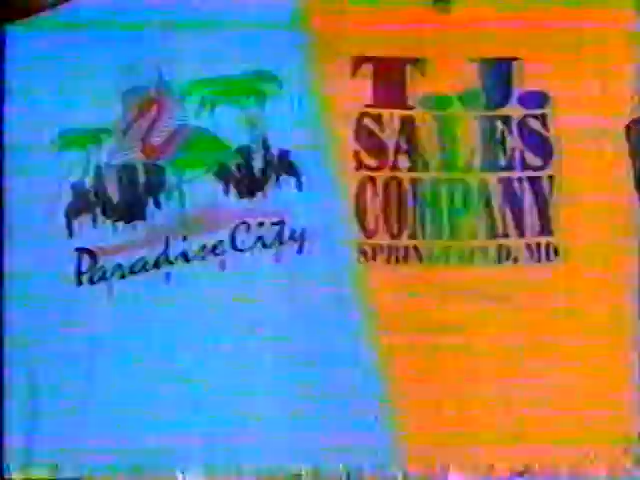 Paradise City
T.J.
SALES
COMPANY
SPRINGFIELD, MO